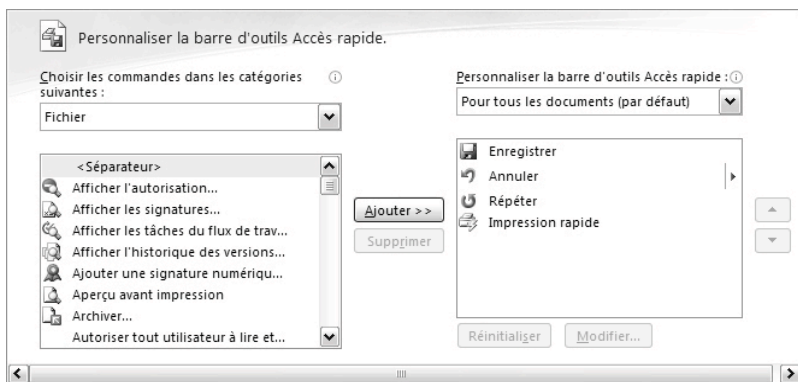 Personnaliser la barre d'outils Accès rapide.
Choisir les commandes dans les catégories
suivantes :
Fichier
<Séparateur>
Afficher l'autorisation...
Afficher les signatures...
Afficher les tâches du flux de trav...
Afficher l'historique des versions...
Ajouter une signature numériqu...
Aperçu avant impression
Archiver...
Autoriser tout utilisateur à lire et...
Ajouter >>
Supprimer
Personnaliser la barre d'outils Accès rapide :
Pour tous les documents (par défaut)
Enregistrer
Annuler
Répéter
Impression rapide
Réinitialiser
Modifier...